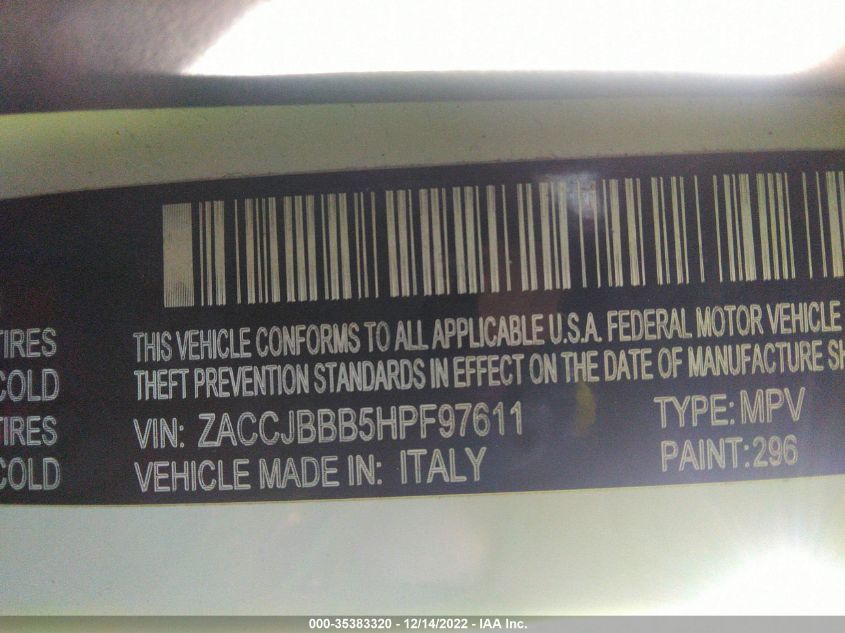 TIRES
COLD
TIRES
COLD
THIS VEHICLE CONFORMS TO ALL APPLICABLE U.S.A. FEDERAL MOTOR VEHICLE
THEFT PREVENTION STANDARDS IN EFFECT ON THE DATE OF MANUFACTURE SH
VIN: ZACCJBBB5HPF97611 TYPE:MPV
VEHICLE MADE IN: ITALY PAINT:296
000-35383320 - 12/14/2022 - IAA Inc.